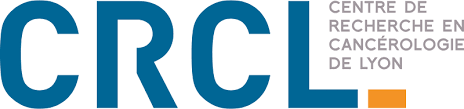 CRCL
CENTRE DE
RECHERCHE EN
CANCÉROLOGIE
DE LYON